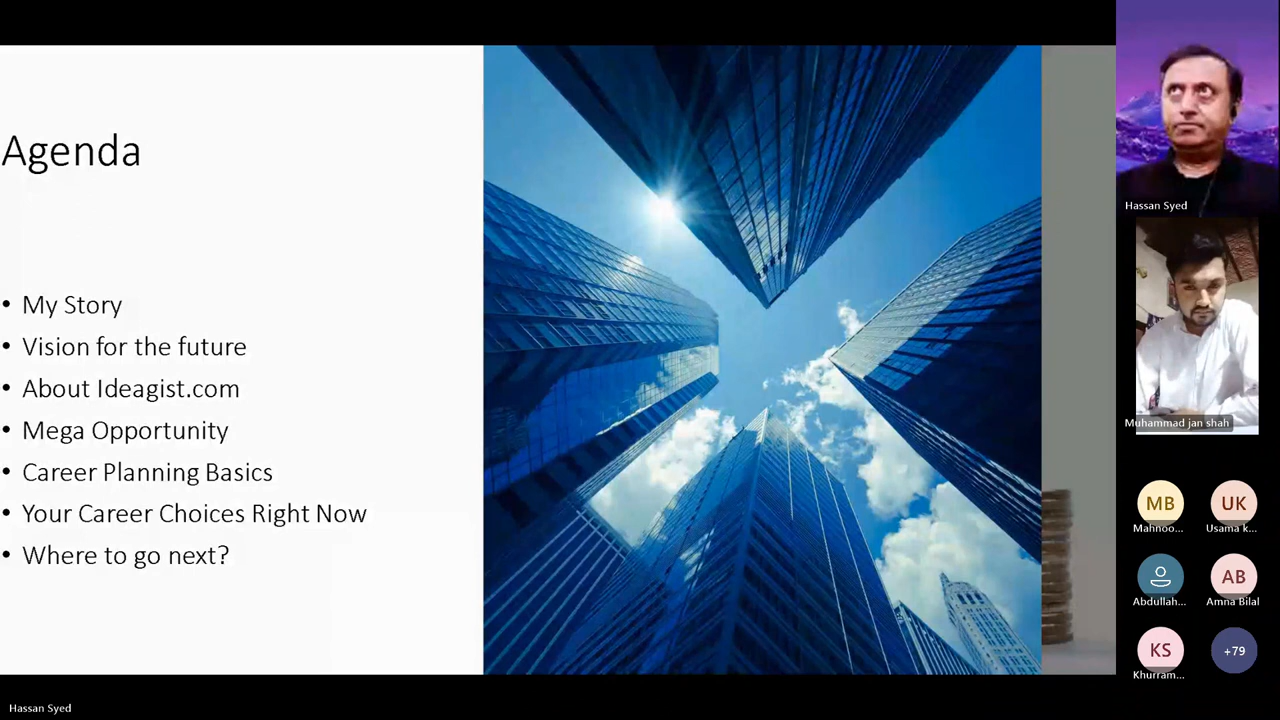 Agenda
• My Story
• Vision for the future
• About Ideagist.com
• Mega Opportunity
• Career Planning Basics
• Your Career Choices Right Now
• Where to go next?
Hassan Syed
Muhammad jan shah
MB
UK
Mahnoo...
Usama k...
AB
Abdullah...
Amna Bilal
KS
+79
Khurram...
Hassan Syed